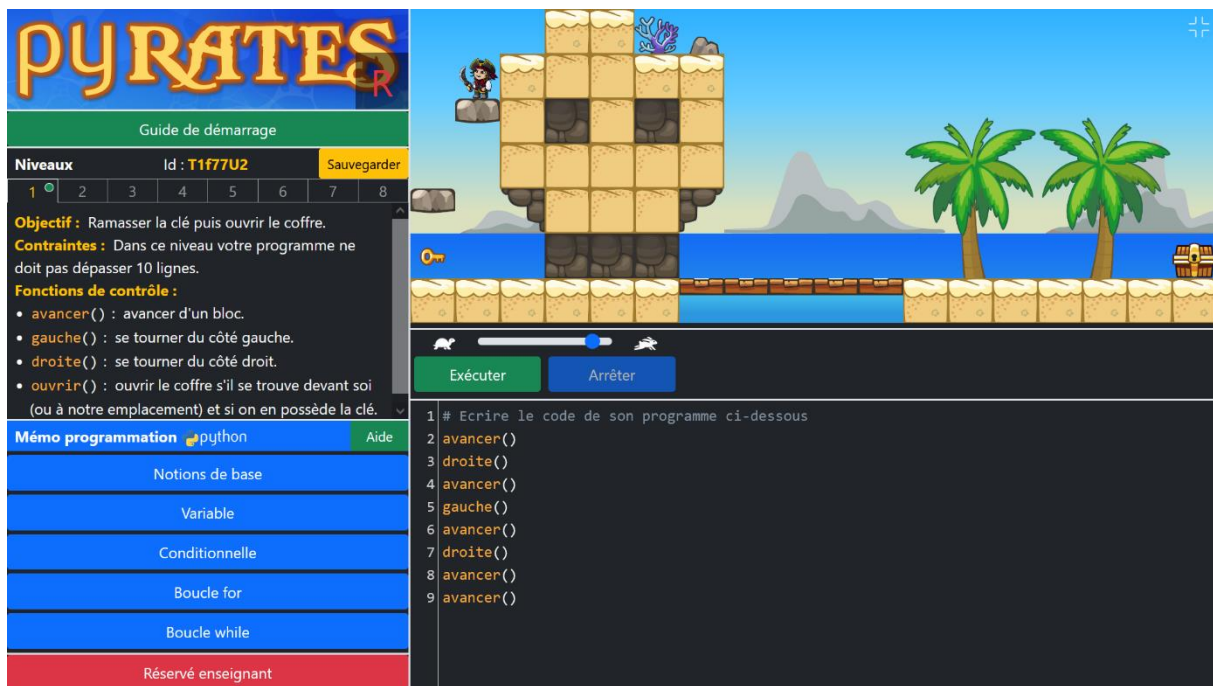 pyRATES
R
Guide de démarrage
Niveaux Id : T1f77U2 Sauvegarder
1 2 3 4 5 6 7 8
Objectif : Ramasser la clé puis ouvrir le coffre.
Contraintes : Dans ce niveau votre programme ne
doit pas dépasser 10 lignes.
Fonctions de contrôle :
• avancer() : avancer d'un bloc.
• gauche() : se tourner du côté gauche.
• droite() : se tourner du côté droit.
• ouvrir() : ouvrir le coffre s'il se trouve devant soi
(ou à notre emplacement) et si on en possède la clé.
Mémo programmation python Aide
Notions de base
Variable
Conditionnelle
Boucle for
Boucle while
Réservé enseignant
Exécuter Arrêter
1 # Ecrire le code de son programme ci-dessous
2 avancer()
3 droite()
4 avancer()
5 gauche()
6 avancer()
7 droite()
8 avancer()
9 avancer()